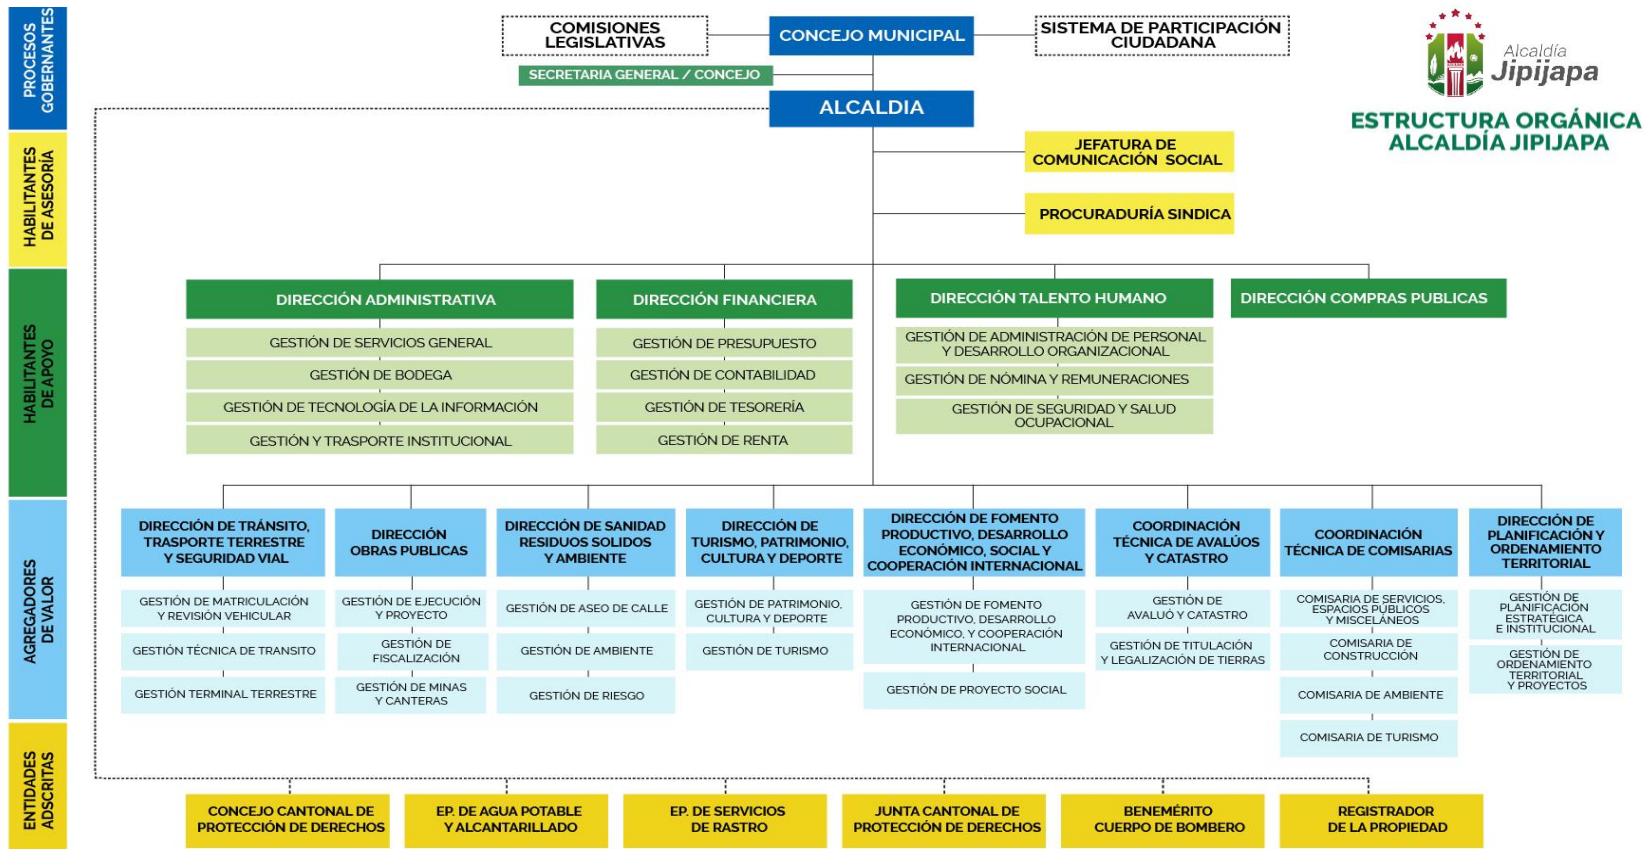 PROCESOS
GOBERNANTES
COMISIONES
LEGISLATIVAS
CONCEJO MUNICIPAL
SISTEMA DE PARTICIPACIÓN
CIUDADANA
SECRETARIA GENERAL / CONCEJO
ALCALDIA
Alcaldía
Jipijapa
ESTRUCTURA ORGÁNICA
ALCALDÍA JIPIJAPA
HABILITANTES
DE ASESORÍA
JEFATURA DE
COMUNICACIÓN SOCIAL
PROCURADURÍA SINDICA
HABILITANTES
DE APOYO
DIRECCIÓN ADMINISTRATIVA
GESTIÓN DE SERVICIOS GENERAL
GESTIÓN DE BODEGA
GESTIÓN DE TECNOLOGÍA DE LA INFORMACIÓN
GESTIÓN Y TRASPORTE INSTITUCIONAL
DIRECCIÓN FINANCIERA
GESTIÓN DE PRESUPUESTO
GESTIÓN DE CONTABILIDAD
GESTIÓN DE TESORERÍA
GESTIÓN DE RENTA
DIRECCIÓN TALENTO HUMANO
GESTIÓN DE ADMINISTRACIÓN DE PERSONAL
Y DESARROLLO ORGANIZACIONAL
GESTIÓN DE NÓMINA Y REMUNERACIONES
GESTIÓN DE SEGURIDAD Y SALUD
OCUPACIONAL
DIRECCIÓN COMPRAS PUBLICAS
AGREGADORES
DE VALOR
DIRECCIÓN DE TRÁNSITO,
TRASPORTE TERRESTRE
Y SEGURIDAD VIAL
GESTIÓN DE MATRICULACIÓN
Y REVISIÓN VEHICULAR
GESTIÓN TÉCNICA DE TRANSITO
GESTIÓN TERMINAL TERRESTRE
DIRECCIÓN
OBRAS PUBLICAS
GESTIÓN DE EJECUCIÓN
Y PROYECTO
GESTIÓN DE
FISCALIZACIÓN
GESTIÓN DE MINAS
Y CANTERAS
DIRECCIÓN DE SANIDAD
RESIDUOS SOLIDOS
Y AMBIENTE
GESTIÓN DE ASEO DE CALLE
GESTIÓN DE AMBIENTE
GESTIÓN DE RIESGO
DIRECCIÓN DE
TURISMO, PATRIMONIO,
CULTURA Y DEPORTE
GESTIÓN DE PATRIMONIO,
CULTURA Y DEPORTE
GESTIÓN DE TURISMO
DIRECCIÓN DE FOMENTO
PRODUCTIVO, DESARROLLO
ECONÓMICO, SOCIAL Y
COOPERACIÓN INTERNACIONAL
GESTIÓN DE FOMENTO
PRODUCTIVO, DESARROLLO
ECONÓMICO, Y COOPERACIÓN
INTERNACIONAL
GESTIÓN DE PROYECTO SOCIAL
COORDINACIÓN
TÉCNICA DE AVALÚOS
Y CATASTRO
GESTIÓN DE
AVALUÓ Y CATASTRO
GESTIÓN DE TITULACIÓN
Y LEGALIZACIÓN DE TIERRAS
COORDINACIÓN
TÉCNICA DE COMISARIAS
COMISARIA DE SERVICIOS,
ESPACIOS PÚBLICOS
Y MISCELÁNEOS
COMISARIA DE
CONSTRUCCIÓN
COMISARIA DE AMBIENTE
COMISARIA DE TURISMO
DIRECCIÓN DE
PLANIFICACIÓN Y
ORDENAMIENTO
TERRITORIAL
GESTIÓN DE
PLANIFICACIÓN
ESTRATÉGICA
E INSTITUCIONAL
GESTIÓN DE
ORDENAMIENTO
TERRITORIAL
Y PROYECTOS
ENTIDADES
ADSCRITAS
CONCEJO CANTONAL DE
PROTECCIÓN DE DERECHOS
EP. DE AGUA POTABLE
Y ALCANTARILLADO
EP. DE SERVICIOS
DE RASTRO
JUNTA CANTONAL DE
PROTECCIÓN DE DERECHOS
BENEMÉRITO
CUERPO DE BOMBERO
REGISTRADOR
DE LA PROPIEDAD